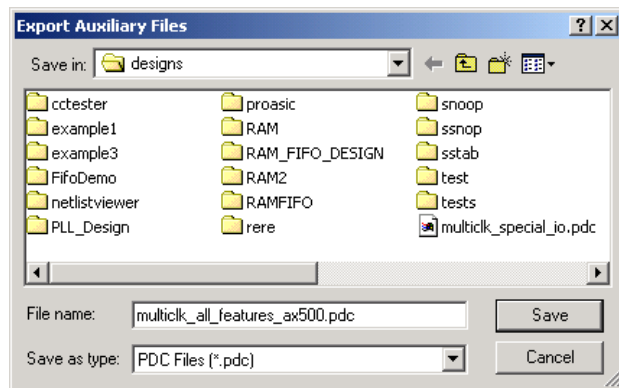 Export Auxiliary Files
Save in: designs
cctester proasic snoop
example1 RAM ssnop
example3 RAM_FIFO_DESIGN sstab
FifoDemo RAM2 test
netlistviewer RAMFIFO tests
PLL_Design rere multiclk_special_io.pdc
File name: multiclk_all_features_ax500.pdc Save
Save as type: PDC Files (*.pdc) Cancel